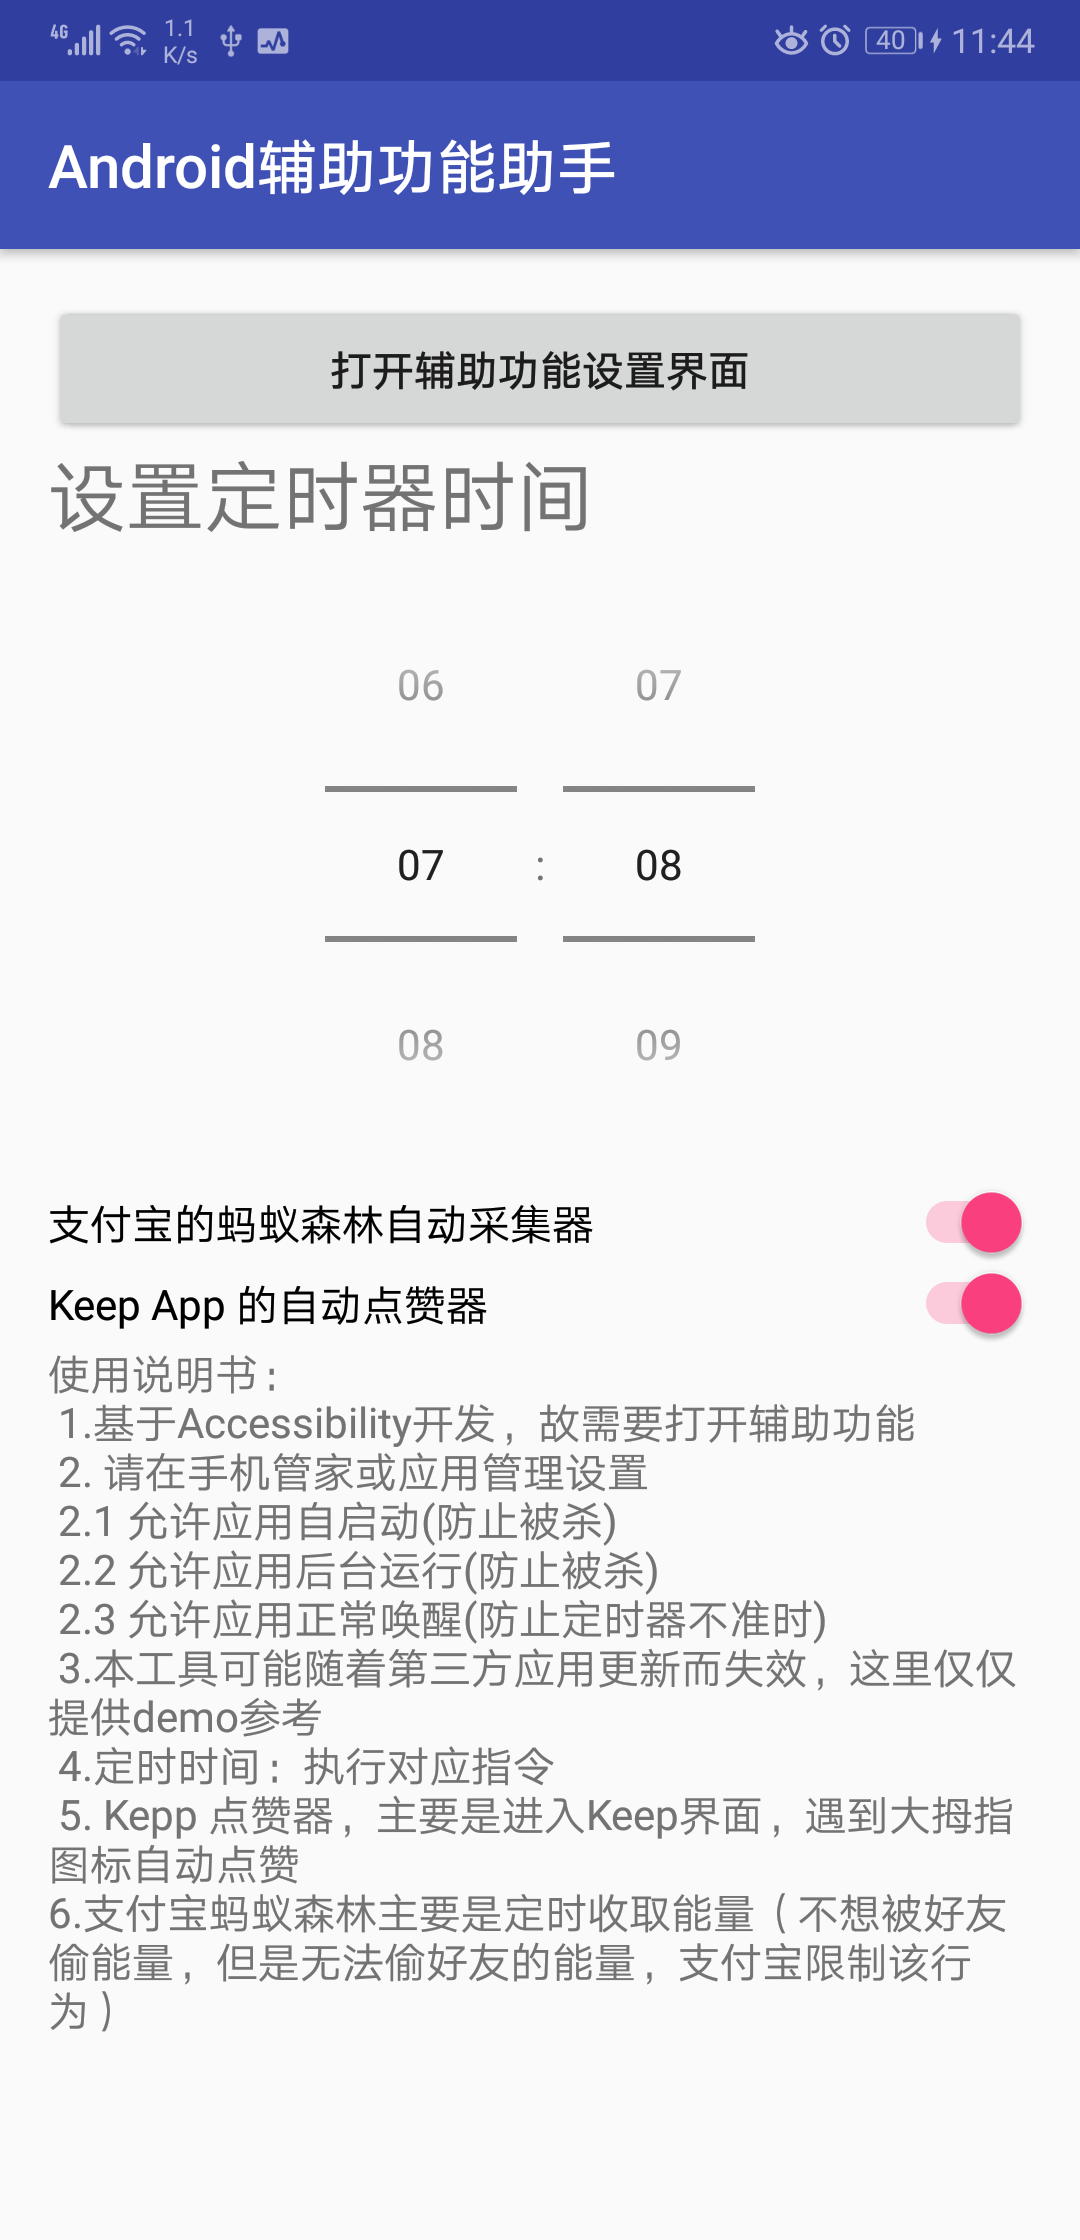 4G 1.1 K/s 40 11:44
Android辅助功能助手
打开辅助功能设置界面
设置定时器时间
06 07
07 : 08
08 09
支付宝的蚂蚁森林自动采集器
Keep App 的自动点赞器
使用说明书：
1.基于Accessibility开发，故需要打开辅助功能
2. 请在手机管家或应用管理设置
2.1 允许应用自启动(防止被杀)
2.2 允许应用后台运行(防止被杀)
2.3 允许应用正常唤醒(防止定时器不准时)
3.本工具可能随着第三方应用更新而失效，这里仅仅
提供demo参考
4.定时时间：执行对应指令
5. Kepp 点赞器，主要是进入Keep界面，遇到大拇指
图标自动点赞
6.支付宝蚂蚁森林主要是定时收取能量（不想被好友
偷能量，但是无法偷好友的能量，支付宝限制该行
为）